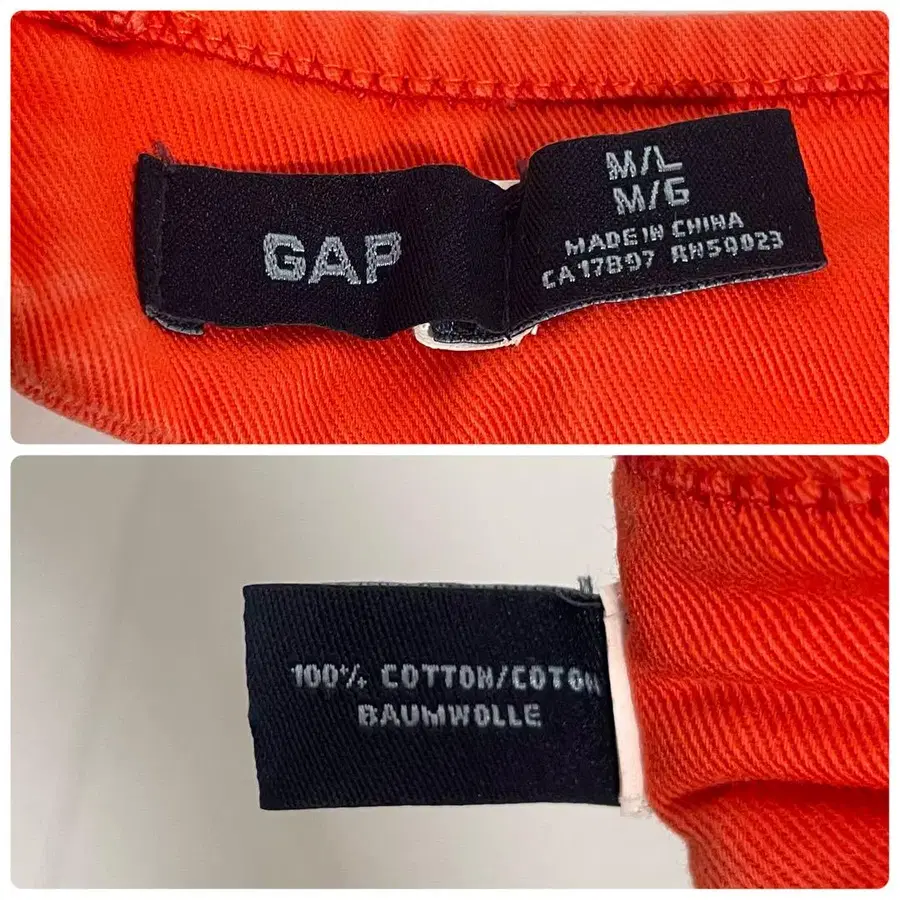 GAP
M/L
M/G
MADE IN CHINA
CA17897 RN59023
100% COTTON/COTON
BAUMWOLLE